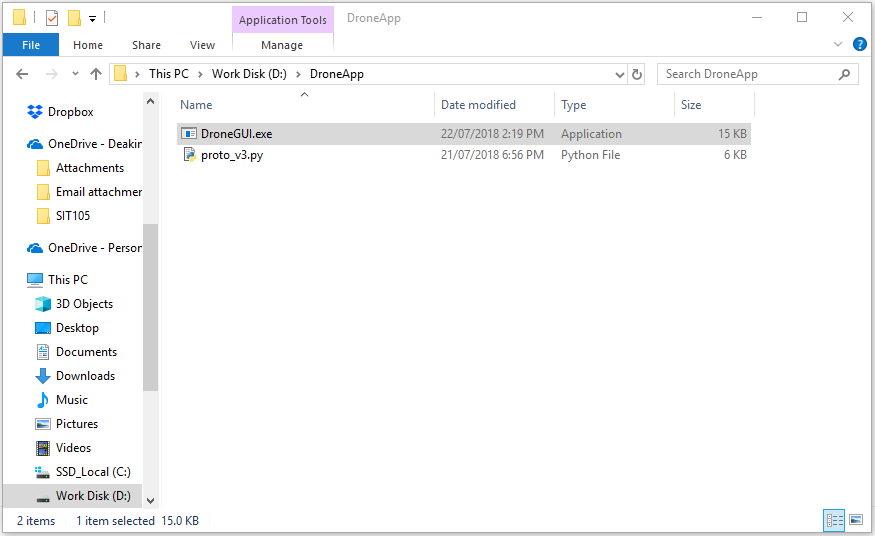 Application Tools DroneApp
File Home Share View Manage
This PC Work Disk (D:) DroneApp Search DroneApp
Name Date modified Type Size
DroneGUI.exe 22/07/2018 2:19 PM Application 15 KB
proto_v3.py 21/07/2018 6:56 PM Python File 6 KB
Dropbox
OneDrive - Deakin
Attachments
Email attachmen
SIT105
OneDrive - Person
This PC
3D Objects
Desktop
Documents
Downloads
Music
Pictures
Videos
SSD_Local (C:)
Work Disk (D:)
2 items 1 item selected 15.0 KB